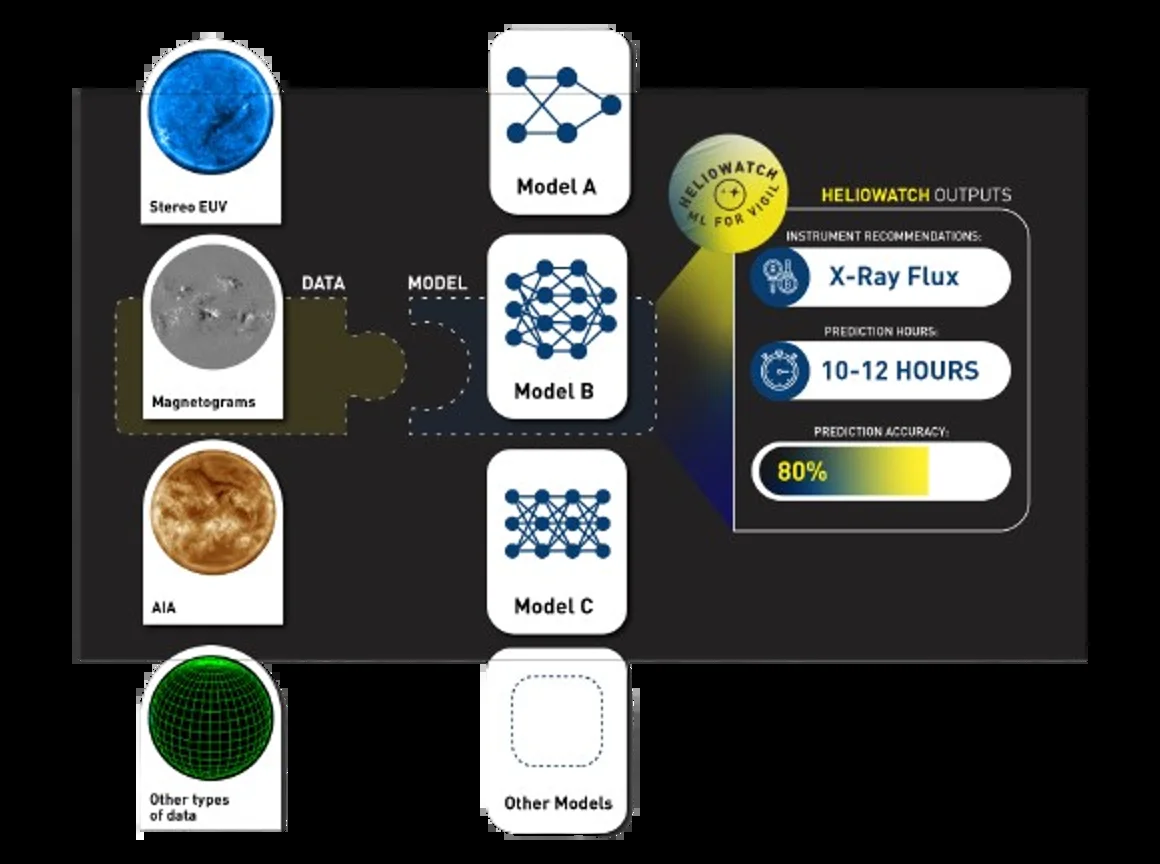 Stereo EUV
Magnetograms
AIA
Other types
of data
DATA
MODEL
Model A
Model B
Model C
Other Models
HELIOWATCH
ML FOR VIGIL
HELIOWATCH OUTPUTS
INSTRUMENT RECOMMENDATIONS:
X-Ray Flux
PREDICTION HOURS:
10-12 HOURS
PREDICTION ACCURACY:
80%